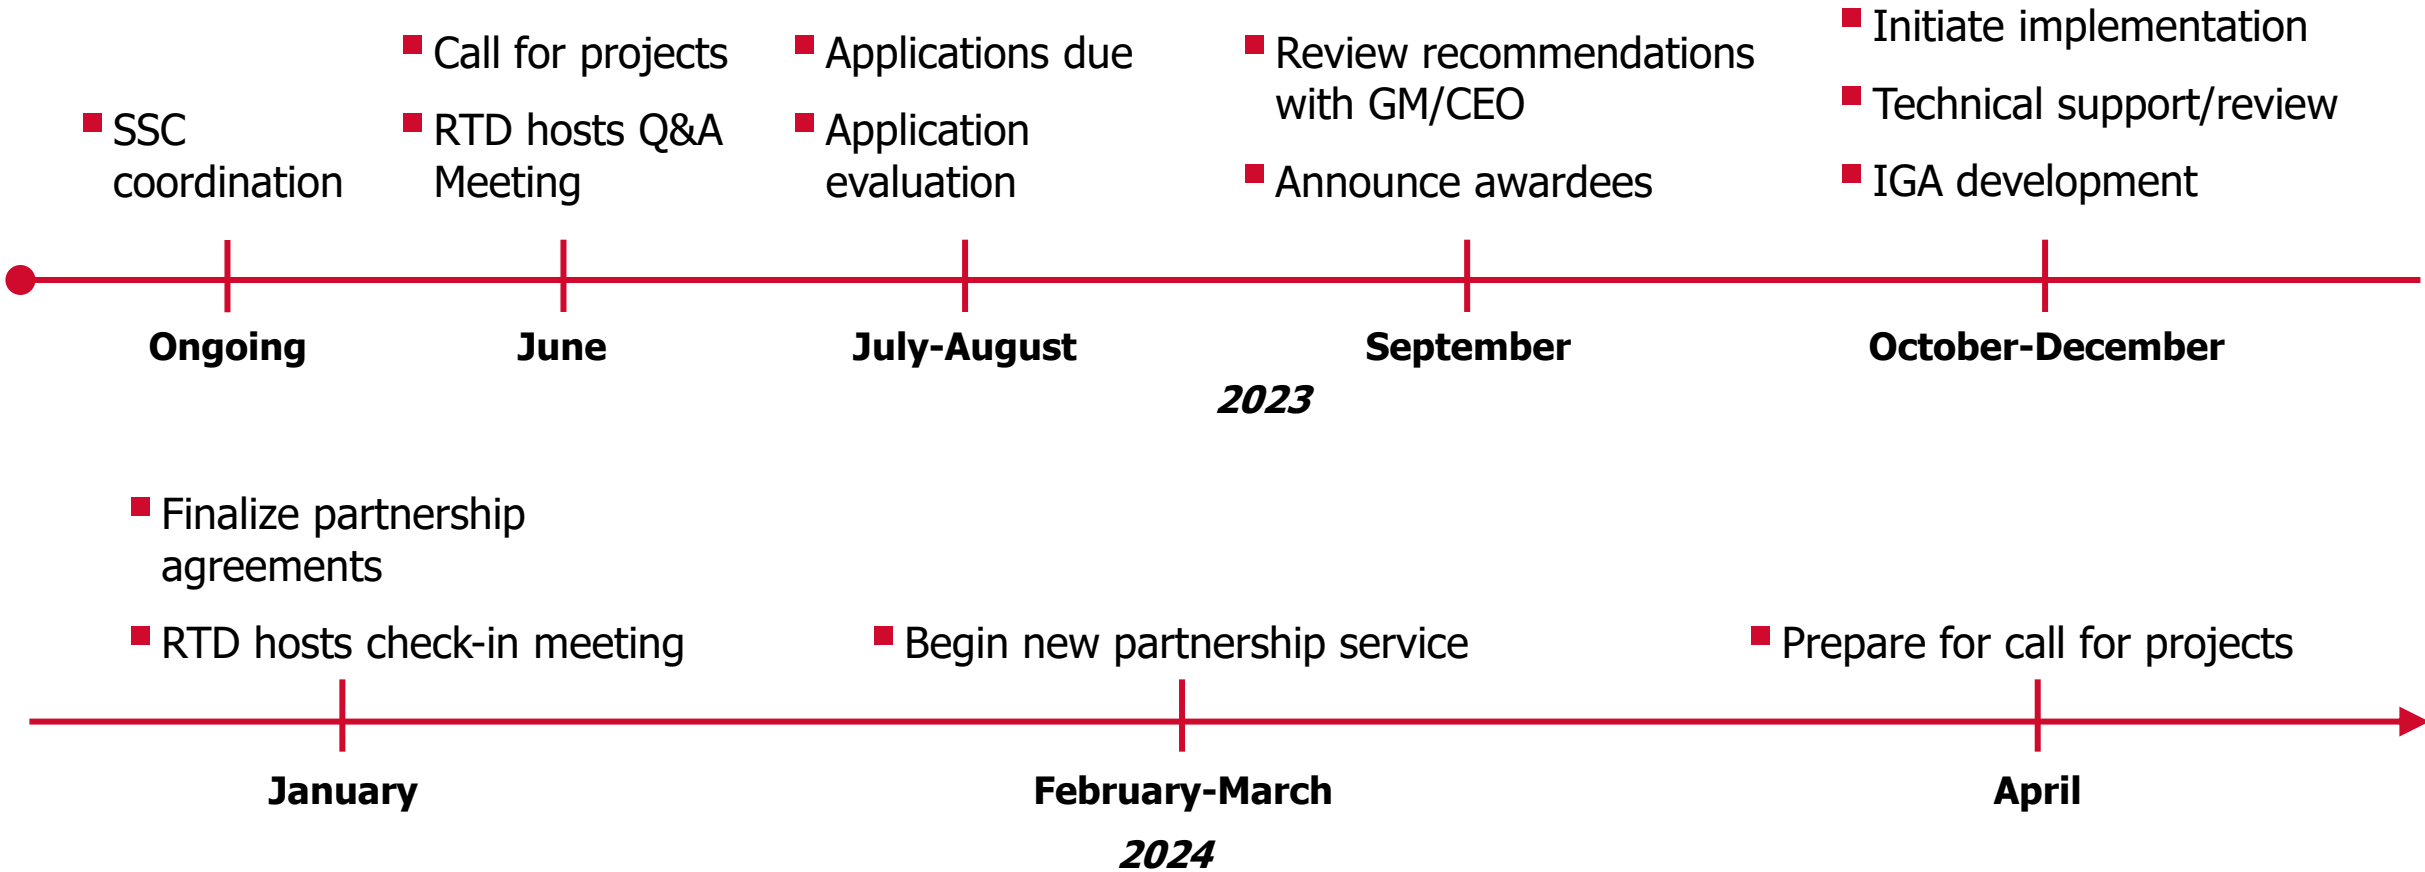 SSC
coordination
Call for projects
RTD hosts Q&A
Meeting
Applications due
Application
evaluation
Review recommendations
with GM/CEO
Announce awardees
Initiate implementation
Technical support/review
IGA development
Ongoing
June
July-August
September
October-December
2023
Finalize partnership
agreements
RTD hosts check-in meeting
Begin new partnership service
Prepare for call for projects
January
February-March
April
2024